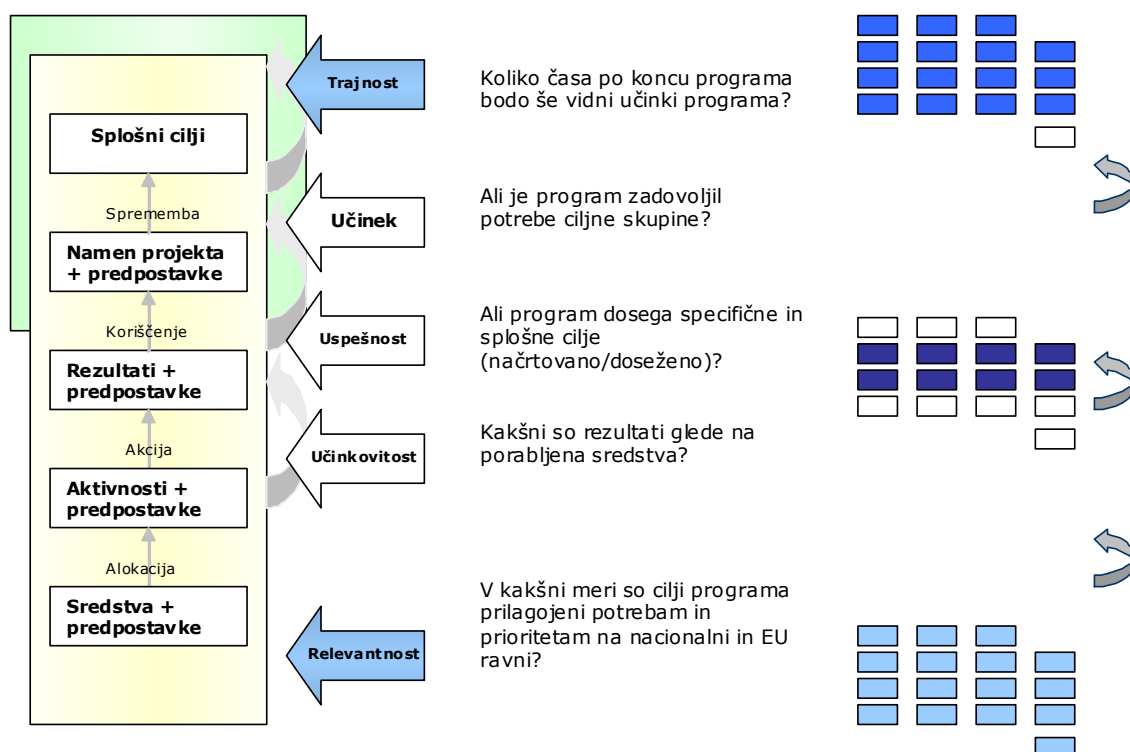 Trajnost
Koliko časa po koncu programa
bodo še vidni učinki programa?
Splošni cilji
Sprememba
Učinek
Ali je program zadovoljil
potrebe ciljne skupine?
Namen projekta
+ predpostavke
Koriščenje
Uspešnost
Ali program dosega specifične in
splošne cilje
(načrtovano/doseženo)?
Rezultati +
predpostavke
Akcija
Učinkovitost
Kakšni so rezultati glede na
porabljena sredstva?
Aktivnosti +
predpostavke
Alokacija
Sredstva +
predpostavke
Relevantnost
V kakšni meri so cilji programa
prilagojeni potrebam in
prioritetam na nacionalni in EU
ravni?